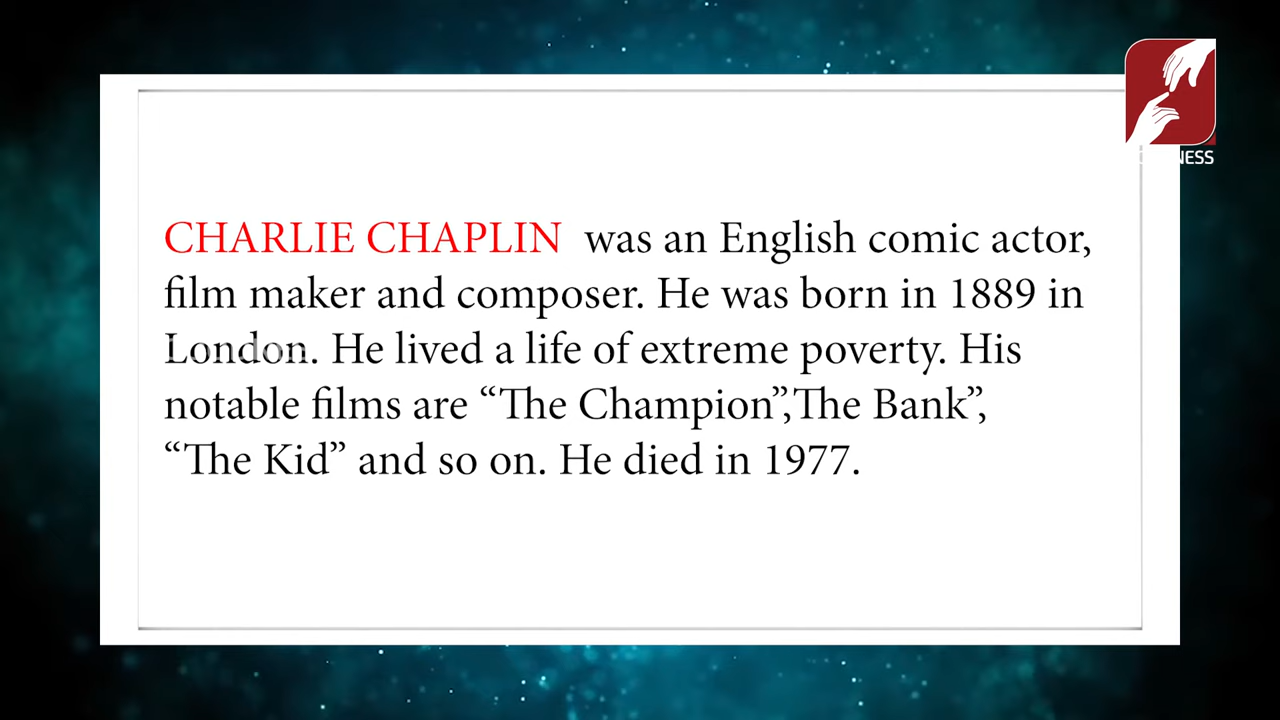 CHARLIE CHAPLIN was an English comic actor,
film maker and composer. He was born in 1889 in
London. He lived a life of extreme poverty. His
notable films are “The Champion”,The Bank”,
“The Kid” and so on. He died in 1977.